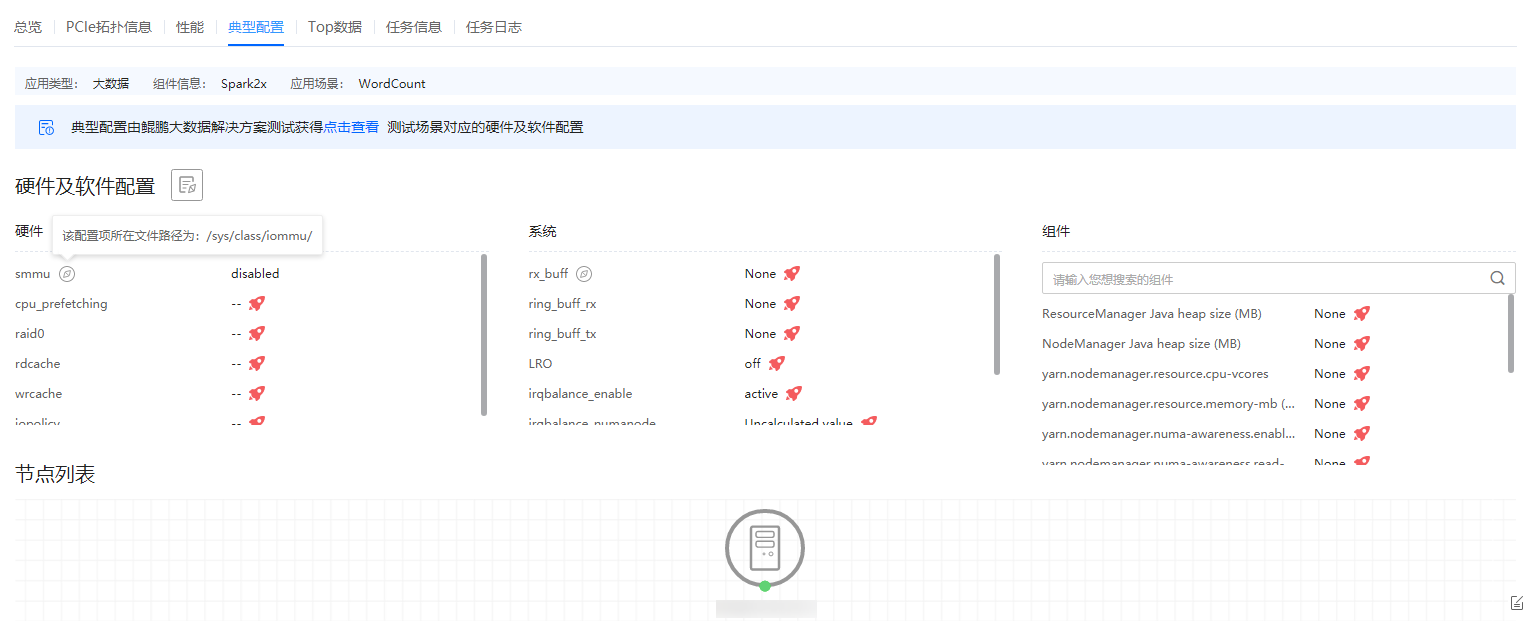 总览 PCIe拓扑信息 性能 典型配置 Top数据 任务信息 任务日志
应用类型： 大数据 组件信息： Spark2x 应用场景： WordCount
典型配置由鲲鹏大数据解决方案测试获得点击查看 测试场景对应的硬件及软件配置
硬件及软件配置
硬件
该配置项所在文件路径为：/sys/class/iommu/
smmu disabled
cpu_prefetching --
raid0 --
rdcache --
wrcache --
iopolicy --
系统
rx_buff None
ring_buff_rx None
ring_buff_tx None
LRO off
irqbalance_enable active
irqbalance_numanode Uncalculated value
组件
请输入您想搜索的组件
ResourceManager Java heap size (MB) None
NodeManager Java heap size (MB) None
yarn.nodemanager.resource.cpu-vcores None
yarn.nodemanager.resource.memory-mb (... None
yarn.nodemanager.numa-awareness.enabl... None
yarn.nodemanager.numa-awareness.read- None
节点列表